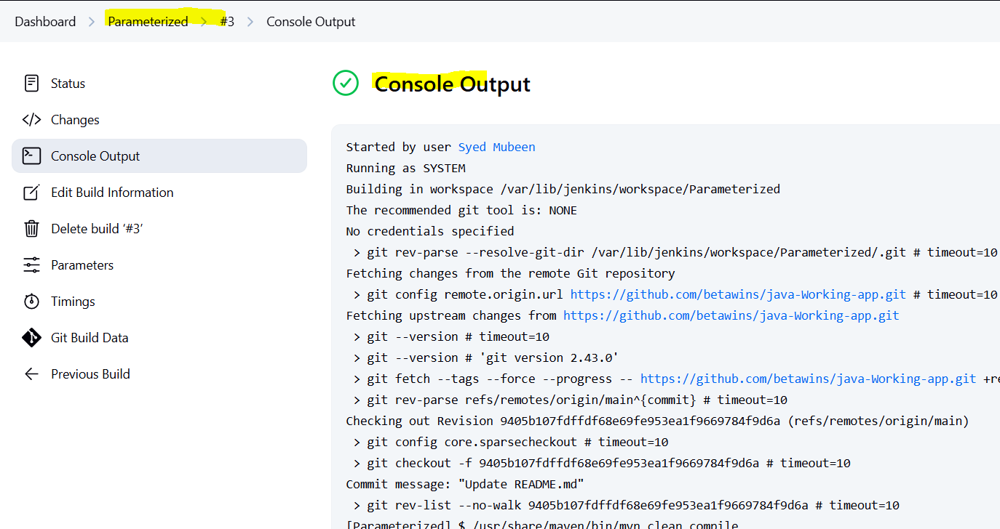 Dashboard > Parameterized > #3 > Console Output
Status
Changes
Console Output
Edit Build Information
Delete build ‘#3’
Parameters
Timings
Git Build Data
Previous Build
Console Output
Started by user Syed Mubeen
Running as SYSTEM
Building in workspace /var/lib/jenkins/workspace/Parameterized
The recommended git tool is: NONE
No credentials specified
 > git rev-parse --resolve-git-dir /var/lib/jenkins/workspace/Parameterized/.git # timeout=10
Fetching changes from the remote Git repository
 > git config remote.origin.url https://github.com/betawins/java-Working-app.git # timeout=10
Fetching upstream changes from https://github.com/betawins/java-Working-app.git
 > git --version # timeout=10
 > git --version # 'git version 2.43.0'
 > git fetch --tags --force --progress -- https://github.com/betawins/java-Working-app.git +re
 > git rev-parse refs/remotes/origin/main^{commit} # timeout=10
Checking out Revision 9405b107fdffdf68e69fe953ea1f9669784f9d6a (refs/remotes/origin/main)
 > git config core.sparsecheckout # timeout=10
 > git checkout -f 9405b107fdffdf68e69fe953ea1f9669784f9d6a # timeout=10
Commit message: "Update README.md"
 > git rev-list --no-walk 9405b107fdffdf68e69fe953ea1f9669784f9d6a # timeout=10
[Parameterized] $ /usr/share/maven/bin/mvn clean compile